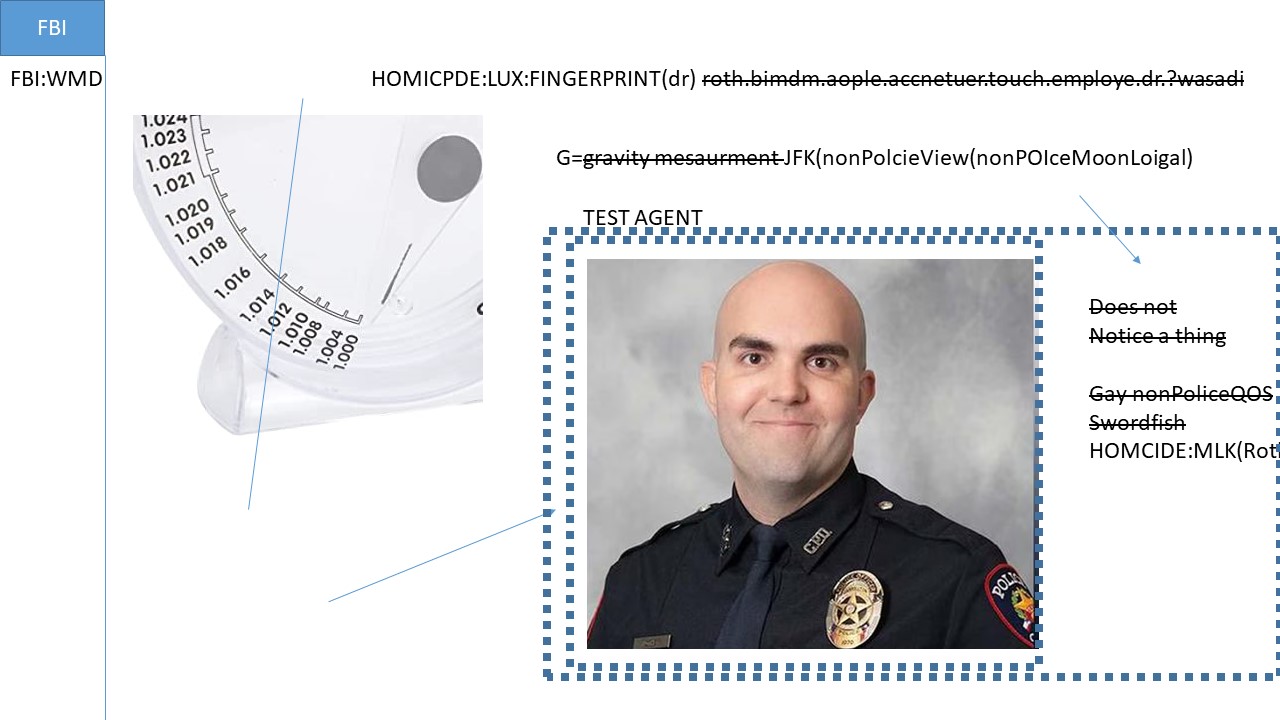 FBI
FBI:WMD
HOMICPDE:LUX:FINGERPRINT(dr) roth.bimdm.aople.accnetuer.touch.employe.dr.?wasadi
G=gravity mesaurment JFK(nonPolcieView(nonPOIceMoonLoigal)
TEST AGENT
1.024
1.023
1.022
1.021
1.020
1.019
1.018
1.016
1.014
1.012
1.010
1.008
1.004
1.000
Does not
Notice a thing
Gay nonPoliceQOS
Swordfish
HOMCIDE:MLK(Rot